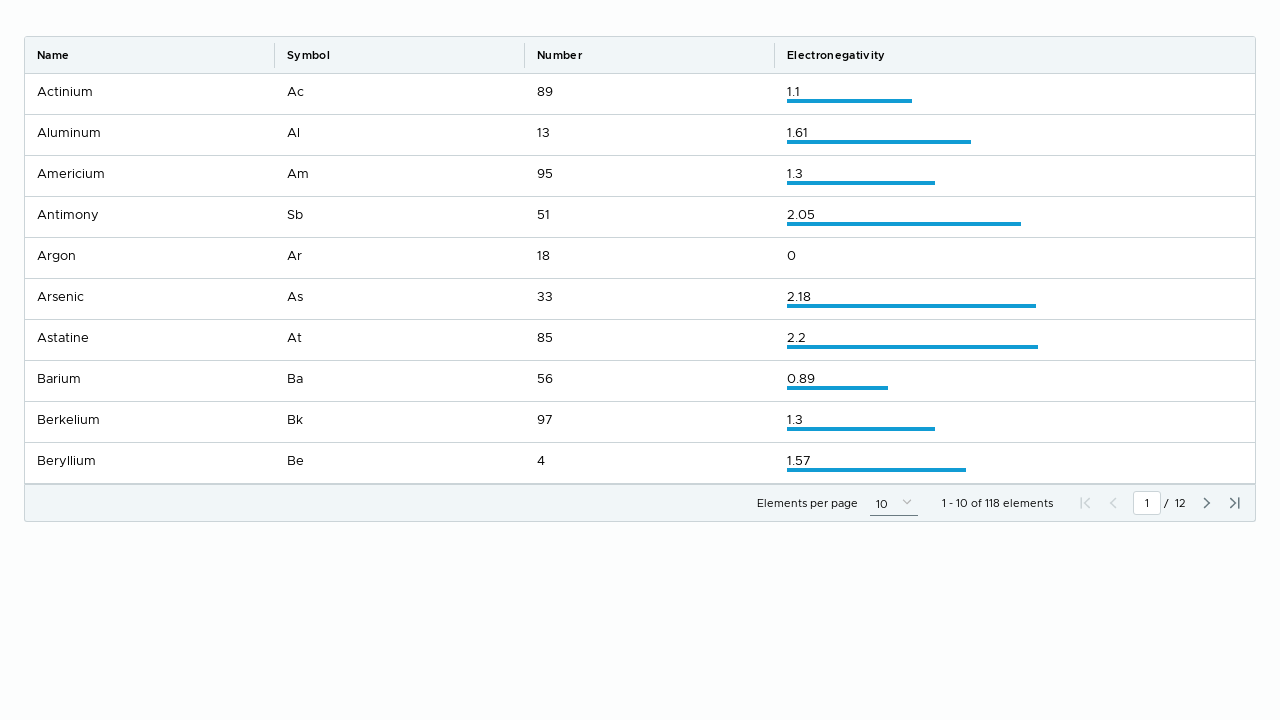 Name Symbol Number Electronegativity
Actinium Ac 89 1.1
Aluminum Al 13 1.61
Americium Am 95 1.3
Antimony Sb 51 2.05
Argon Ar 18 0
Arsenic As 33 2.18
Astatine At 85 2.2
Barium Ba 56 0.89
Berkelium Bk 97 1.3
Beryllium Be 4 1.57
Elements per page 10 1 - 10 of 118 elements 1 / 12